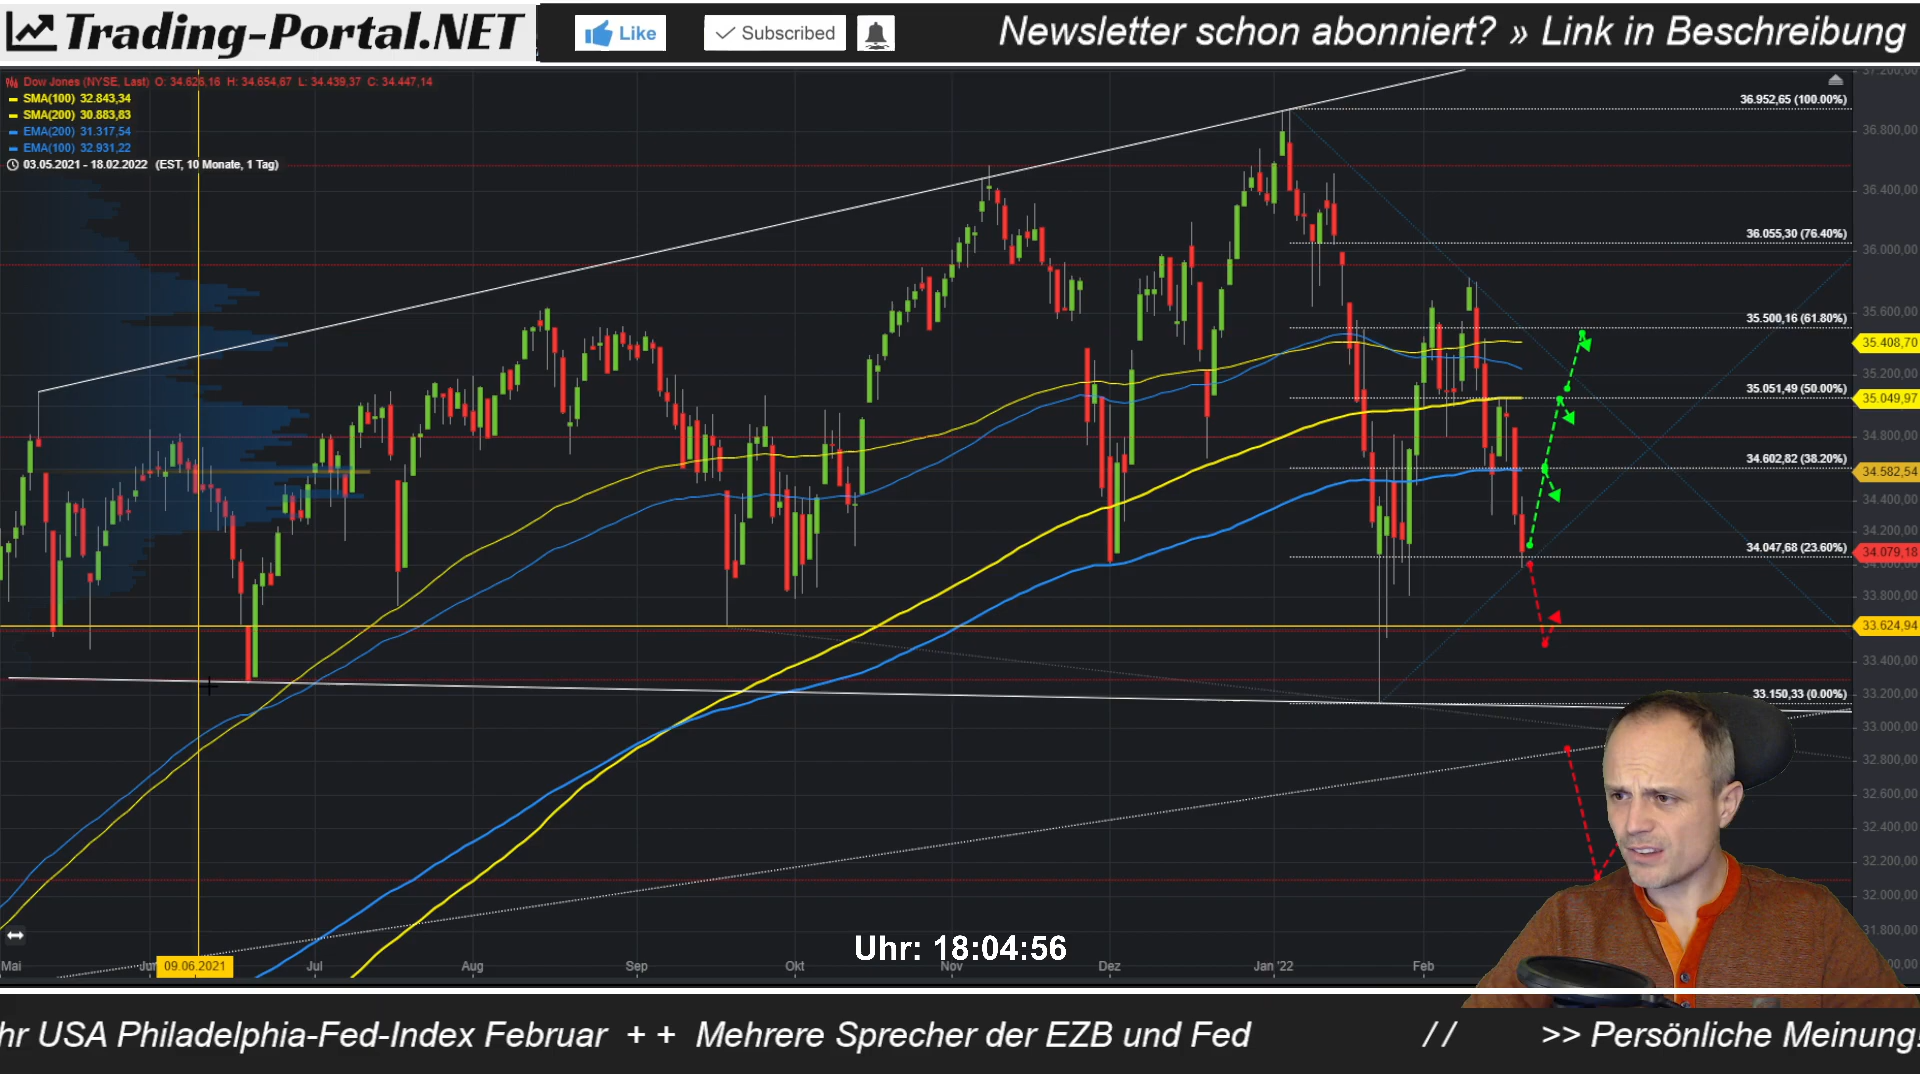 Trading-Portal.NET
Like
Subscribed
Newsletter schon abonniert? » Link in Beschreibung
Dow Jones (NYSE, Last) O: 34.626,16 H: 34.654,67 L: 34.439,37 C: 34.447,14
SMA(100) 32.843,34
SMA(200) 30.883,83
EMA(200) 31.317,54
EMA(100) 32.931,22
03.05.2021 - 18.02.2022 (EST, 10 Monate, 1 Tag)
37.200,00
36.952,65 (100.00%)
36.800,00
36.400,00
36.055,30 (76.40%)
36.000,00
35.600,00
35.500,16 (61.80%)
35.408,70
35.200,00
35.051,49 (50.00%)
35.049,97
34.800,00
34.602,82 (38.20%)
34.582,54
34.400,00
34.200,00
34.047,68 (23.60%)
34.079,18
34.000,00
33.800,00
33.624,94
33.400,00
33.150,33 (0.00%)
33.200,00
33.000,00
32.800,00
32.600,00
32.400,00
32.200,00
32.000,00
31.800,00
Uhr: 18:04:56
Mai
09.06.2021
Jul
Aug
Sep
Okt
Nov
Dez
Jan '22
Feb
hr USA Philadelphia-Fed-Index Februar + + Mehrere Sprecher der EZB und Fed // >> Persönliche Meinung!